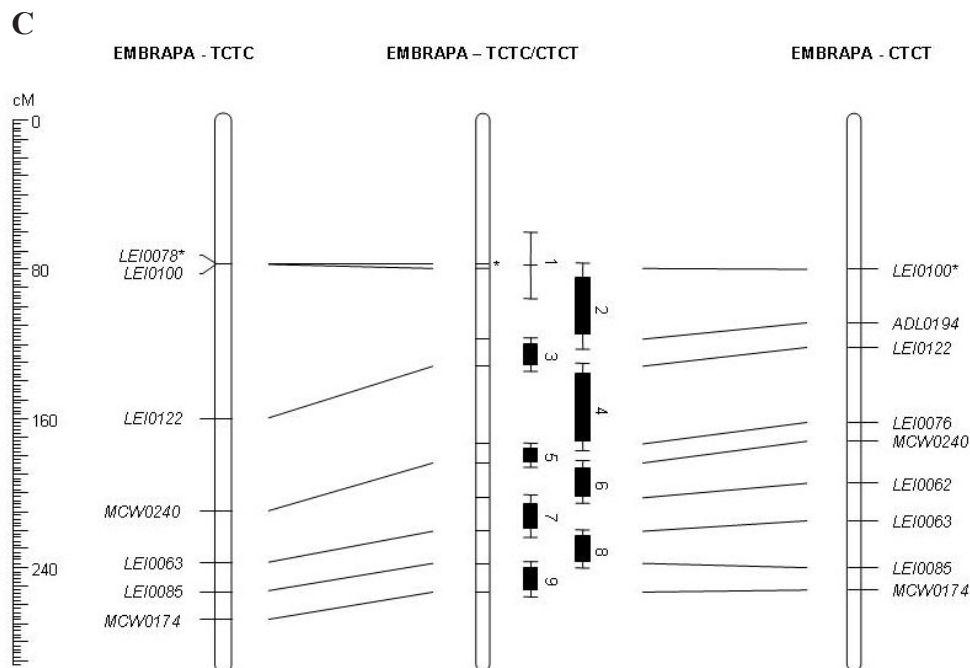 C
EMBRAPA - TCTC
EMBRAPA – TCTC/CTCT
EMBRAPA - CTCT
cM
0
80
160
240
LEI0078*
LEI0100
LEI0122
MCW0240
LEI0063
LEI0085
MCW0174
*
1
2
3
4
5
6
7
8
9
LEI0100*
ADL0194
LEI0122
LEI0076
MCW0240
LEI0062
LEI0063
LEI0085
MCW0174